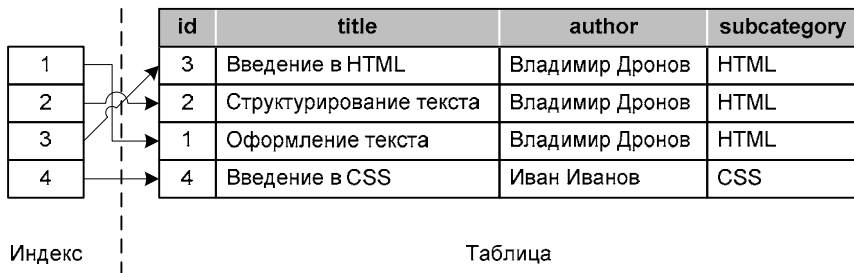 id title author subcategory
1 3 Введение в HTML Владимир Дронов HTML
2 2 Структурирование текста Владимир Дронов HTML
3 1 Оформление текста Владимир Дронов HTML
4 4 Введение в CSS Иван Иванов CSS
Индекс Таблица